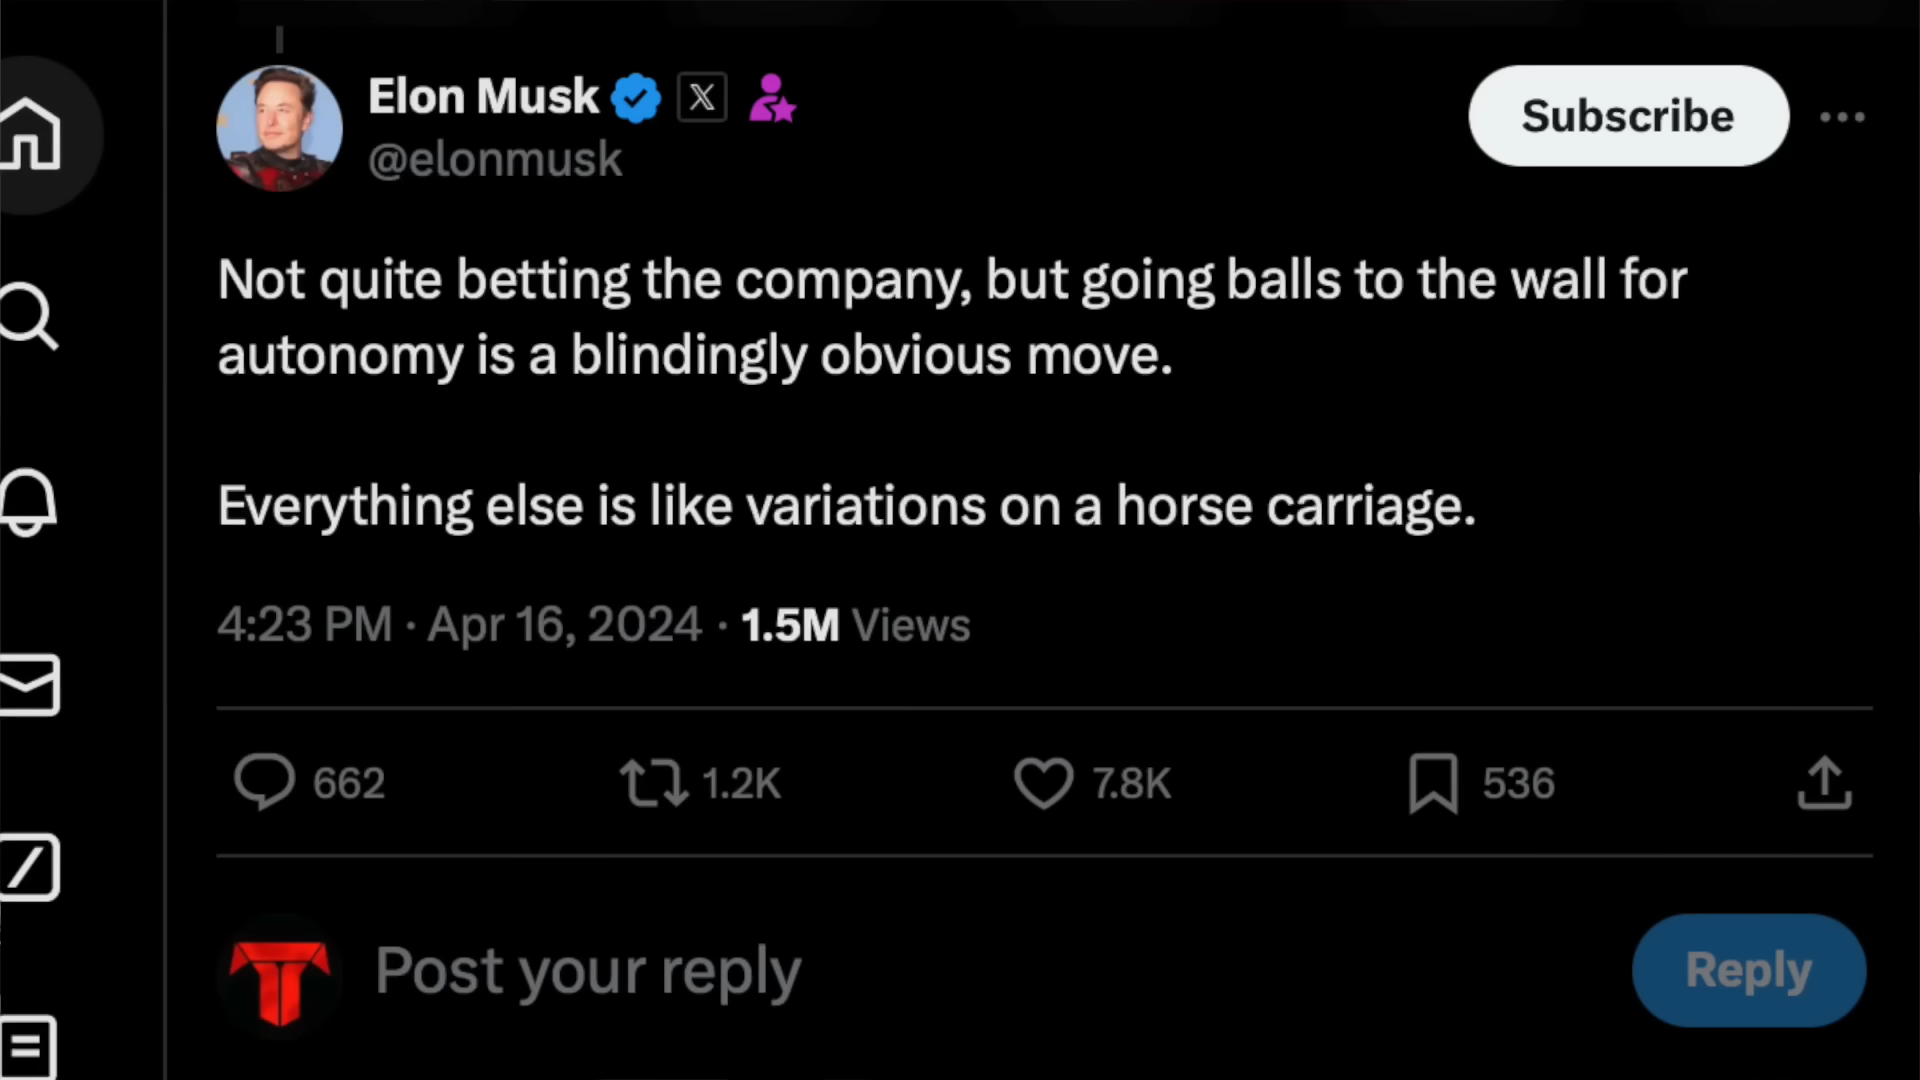 Elon Musk
Subscribe
@elonmusk
Not quite betting the company, but going balls to the wall for
autonomy is a blindingly obvious move.
Everything else is like variations on a horse carriage.
4:23 PM · Apr 16, 2024 · 1.5M Views
662 1.2K 7.8K 536
Post your reply
Reply